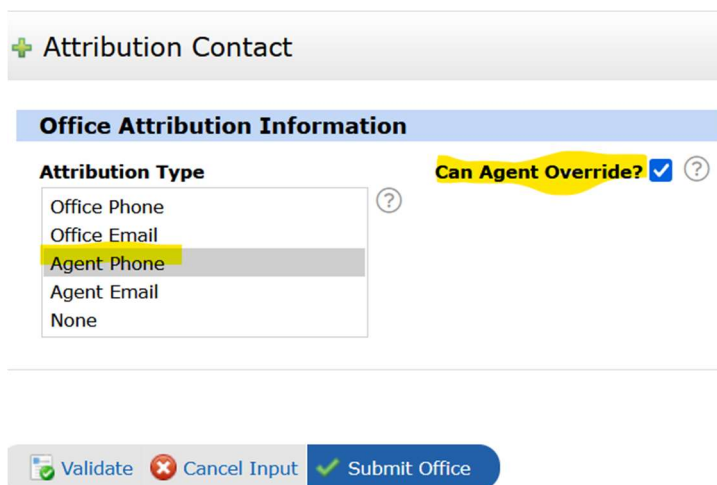 Attribution Contact
Office Attribution Information
Attribution Type
Can Agent Override? ?
Office Phone
?
Office Email
Agent Phone
Agent Email
None
Validate Cancel Input Submit Office